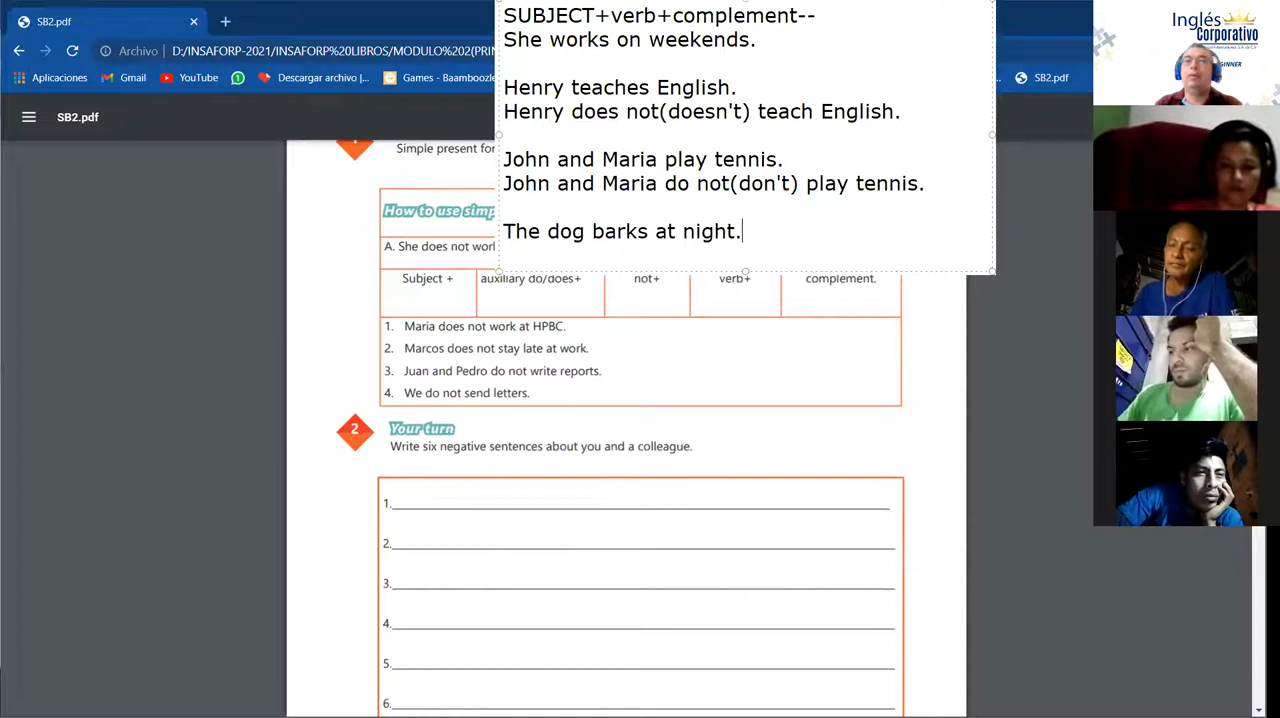 SB2.pdf
Archivo
D:/INSAFORP-2021/INSAFORP%20LIBROS/MODULO%202(PRI
Aplicaciones
Gmail
YouTube
Descargar archivo |...
Games - Baamboozle
SB2.pdf
SB2.pdf
SUBJECT+verb+complement--
She works on weekends.
Henry teaches English.
Henry does not(doesn't) teach English.
John and Maria play tennis.
John and Maria do not(don't) play tennis.
The dog barks at night.
Inglés
Corporativo
Simple present for
How to use simp
A. She does not worl
Subject +
auxiliary do/does+
not+
verb+
complement.
1. Maria does not work at HPBC.
2. Marcos does not stay late at work.
3. Juan and Pedro do not write reports.
4. We do not send letters.
2
Your turn
Write six negative sentences about you and a colleague.
1.
2.
3.
4.
5.
6.